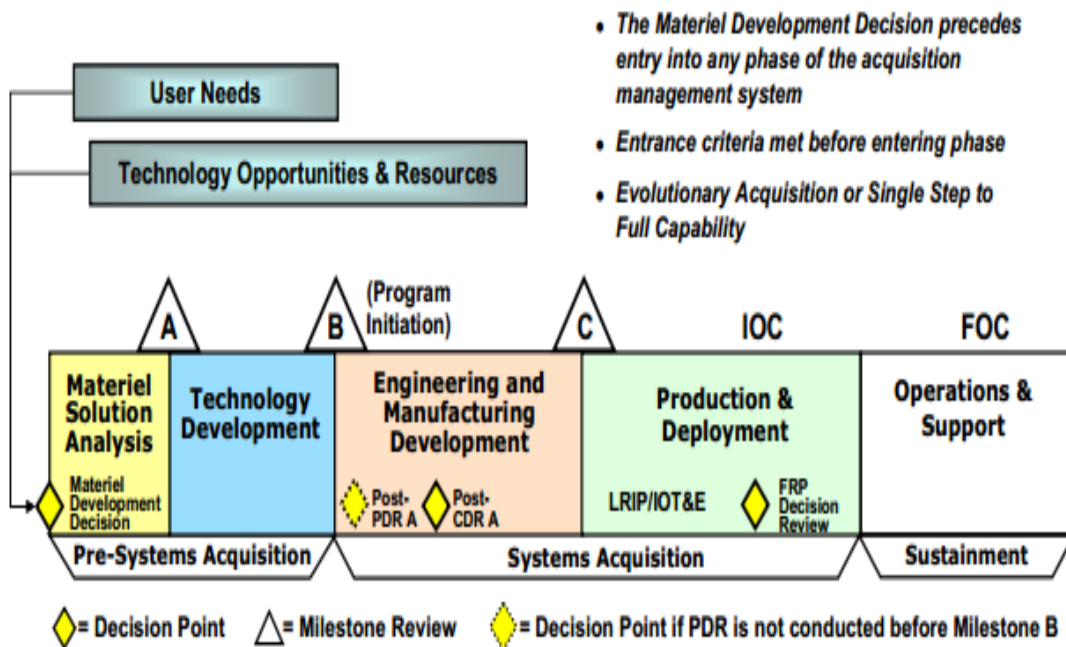 • The Materiel Development Decision precedes
entry into any phase of the acquisition
management system
• Entrance criteria met before entering phase
• Evolutionary Acquisition or Single Step to
Full Capability
User Needs
Technology Opportunities & Resources
A
B
(Program
Initiation)
C
IOC
FOC
Materiel
Solution
Analysis
Technology
Development
Engineering and
Manufacturing
Development
Production &
Deployment
Operations &
Support
Materiel
Development
Decision
Post-
PDR A
Post-
CDR A
LRIP/IOT&E
FRP
Decision
Review
Pre-Systems Acquisition
Systems Acquisition
Sustainment
= Decision Point
= Milestone Review
= Decision Point if PDR is not conducted before Milestone B